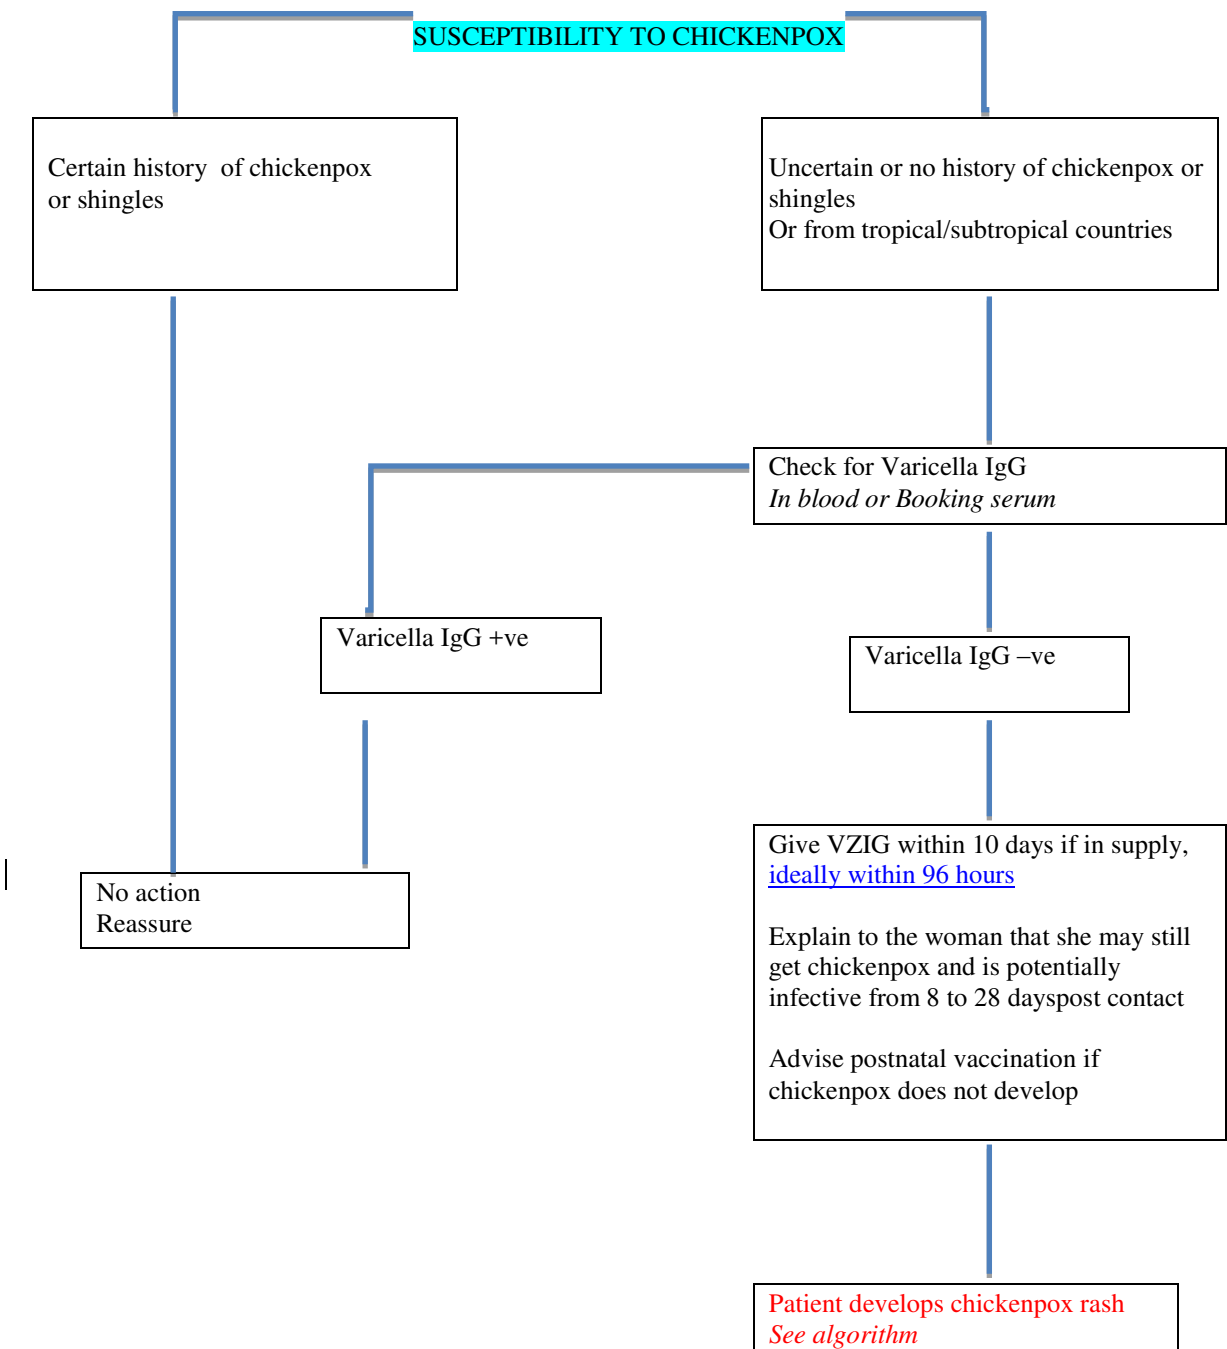 SUSCEPTIBILITY TO CHICKENPOX
Certain history of chickenpox
or shingles
Uncertain or no history of chickenpox or
shingles
Or from tropical/subtropical countries
Check for Varicella IgG
In blood or Booking serum
Varicella IgG +ve
Varicella IgG –ve
Give VZIG within 10 days if in supply,
ideally within 96 hours
Explain to the woman that she may still
get chickenpox and is potentially
infective from 8 to 28 dayspost contact
Advise postnatal vaccination if
chickenpox does not develop
No action
Reassure
Patient develops chickenpox rash
See algorithm